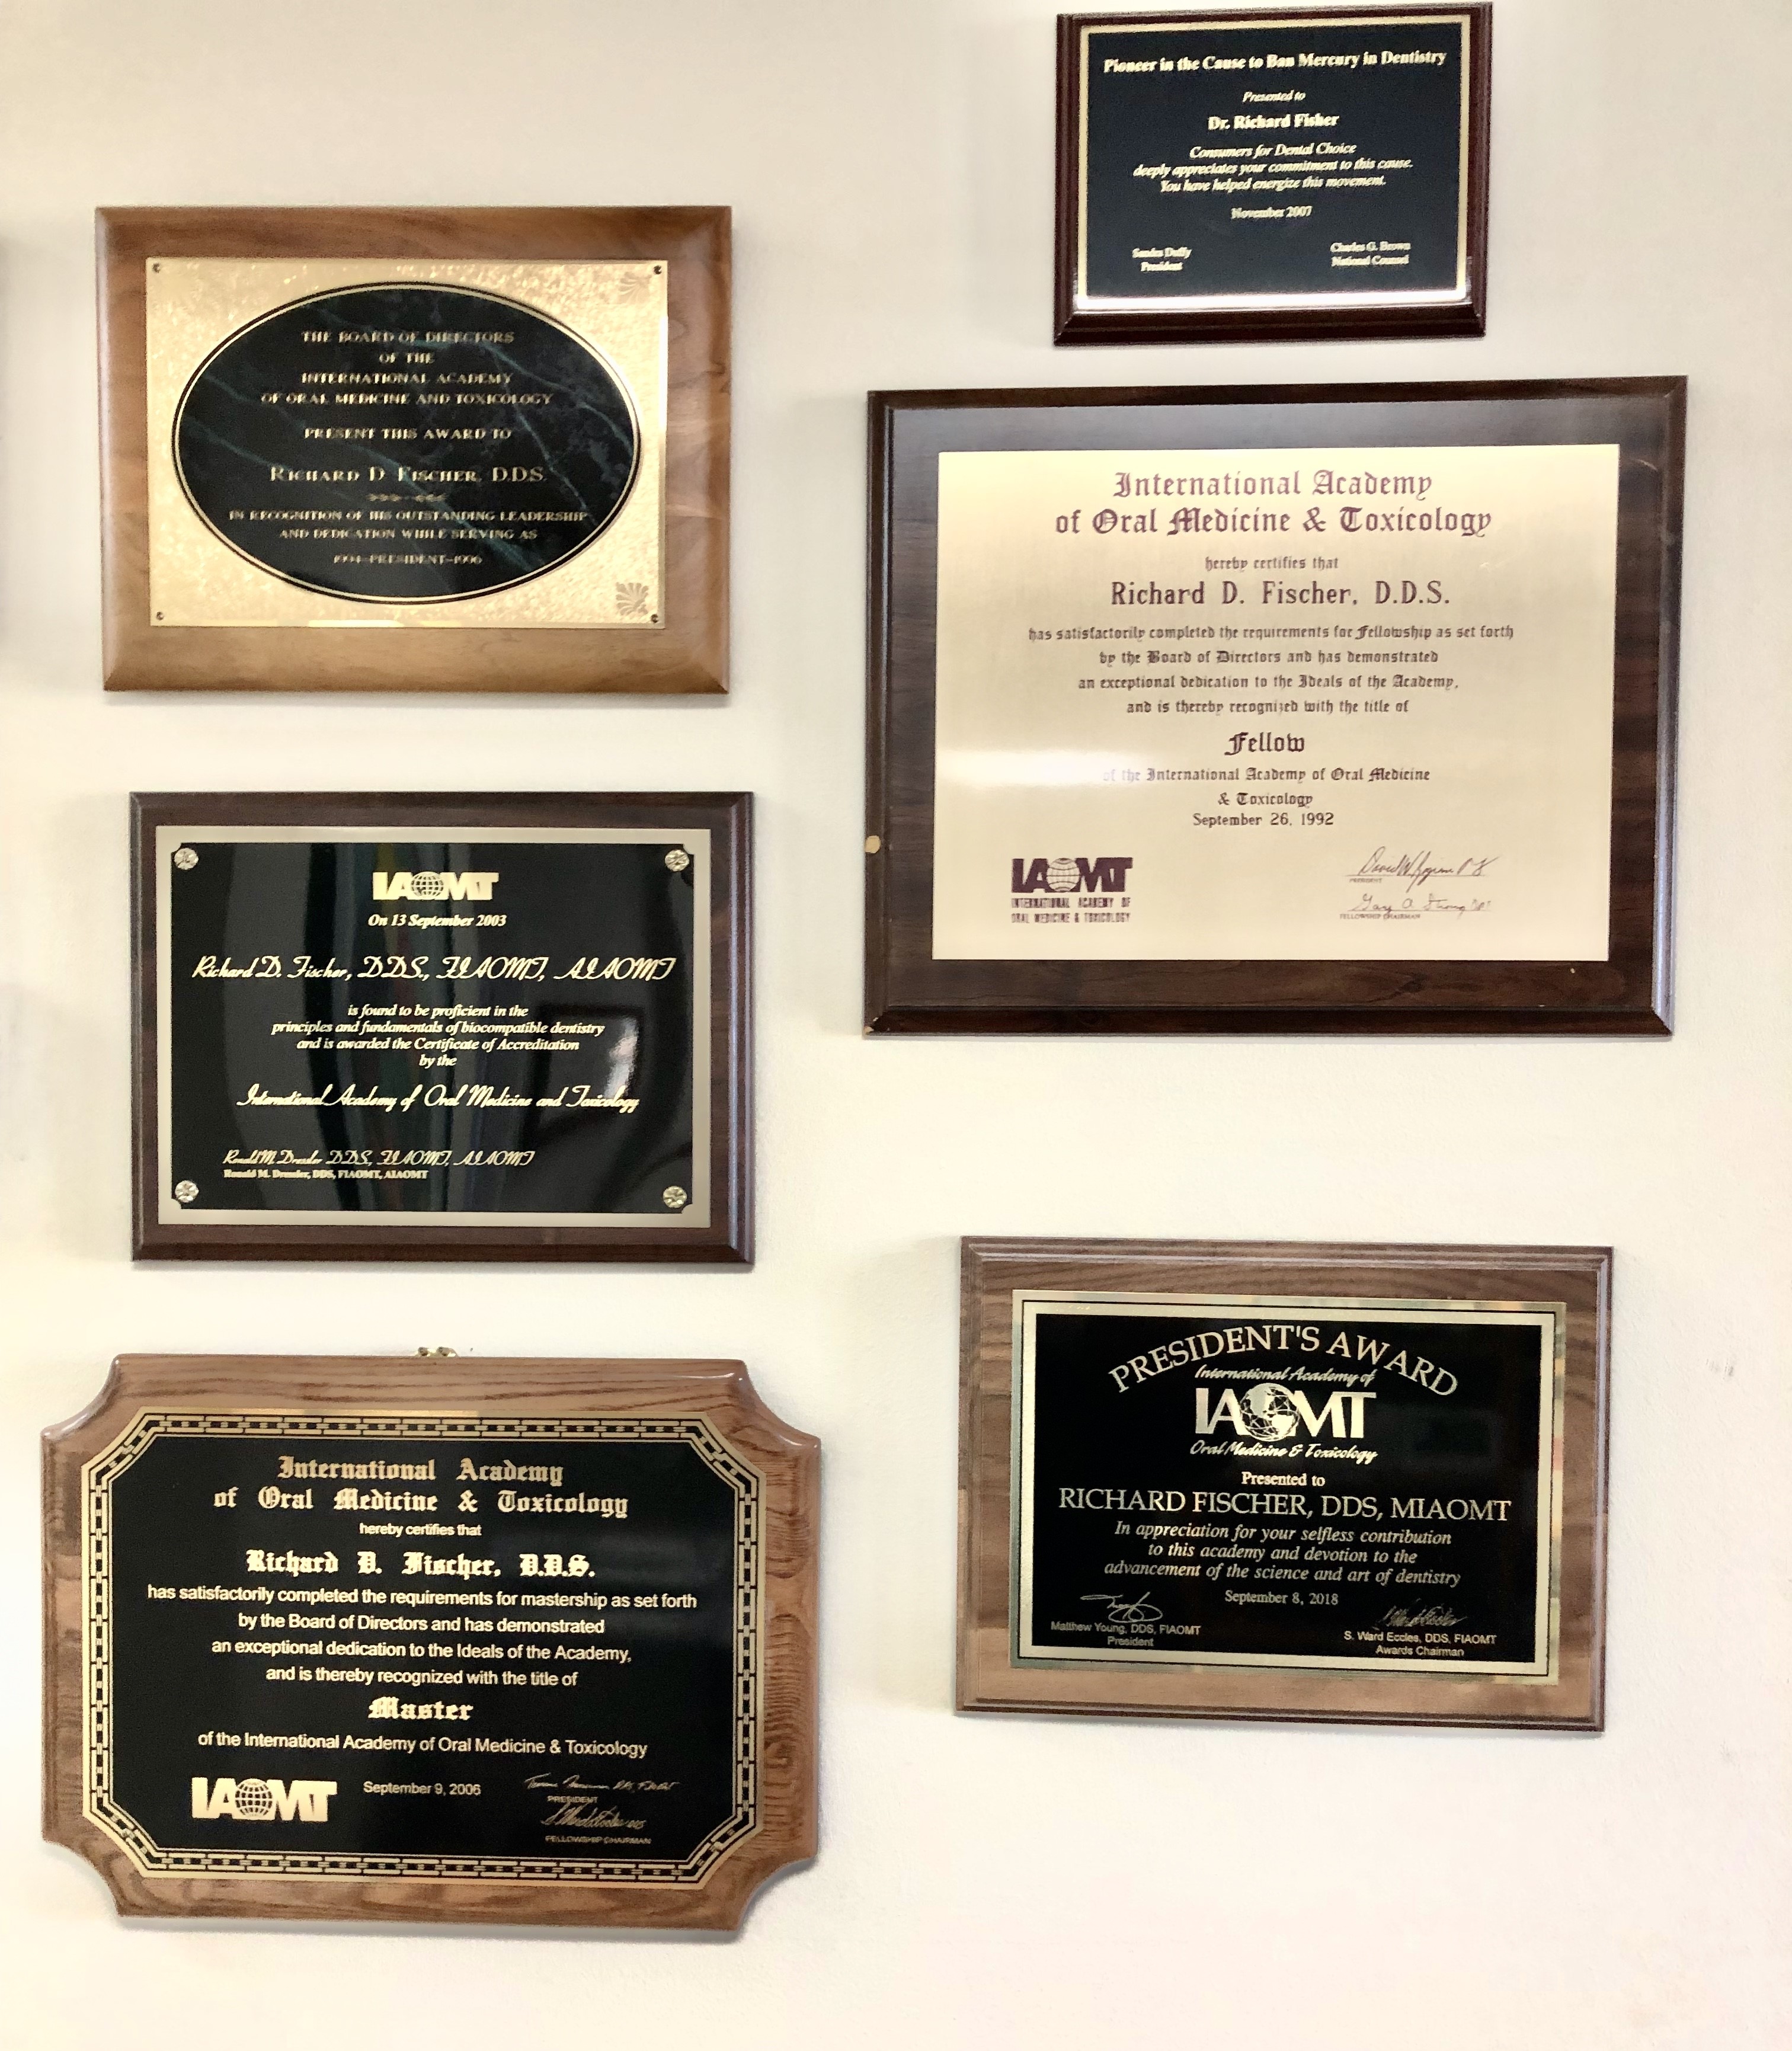 Pioneer in the Cause to Ban Mercury in Dentistry
Presented to
Dr. Richard Fisher
Consumers for Dental Choice
deeply appreciates your commitment to this cause.
You have helped energize this movement.
November 2007
Sandra Duffy
President
Charles G. Brown
National Counsel
THE BOARD OF DIRECTORS
OF THE
INTERNATIONAL ACADEMY
OF ORAL MEDICINE AND TOXICOLOGY
PRESENT THIS AWARD TO
RICHARD D. FISCHER, D.D.S.
IN RECOGNITION OF HIS OUTSTANDING LEADERSHIP
AND DEDICATION WHILE SERVING AS
1994-PRESIDENT-1996
International Academy
of Oral Medicine & Toxicology
hereby certifies that
Richard D. Fischer, D.D.S.
has satisfactorily completed the requirements for Fellowship as set forth
by the Board of Directors and has demonstrated
an exceptional dedication to the Ideals of the Academy,
and is thereby recognized with the title of
Fellow
of the International Academy of Oral Medicine
& Toxicology
September 26, 1992
IAOMT
INTERNATIONAL ACADEMY OF
ORAL MEDICINE & TOXICOLOGY
PRESIDENT
FELLOWSHIP CHAIRMAN
IAOMT
On 13 September 2003
Richard D. Fischer, DDS, FIAOMT, AIAOMT
is found to be proficient in the
principles and fundamentals of biocompatible dentistry
and is awarded the Certificate of Accreditation
by the
International Academy of Oral Medicine and Toxicology
Ronald M. Dressler DDS, FIAOMT, AIAOMT
Ronald M. Dressler, DDS, FIAOMT, AIAOMT
PRESIDENT'S AWARD
International Academy of
IAOMT
Oral Medicine & Toxicology
Presented to
RICHARD FISCHER, DDS, MIAOMT
In appreciation for your selfless contribution
to this academy and devotion to the
advancement of the science and art of dentistry
September 8, 2018
Matthew Young, DDS, FIAOMT
President
S. Ward Eccles, DDS, FIAOMT
Awards Chairman
International Academy
of Oral Medicine & Toxicology
hereby certifies that
Richard D. Fischer, D.D.S.
has satisfactorily completed the requirements for mastership as set forth
by the Board of Directors and has demonstrated
an exceptional dedication to the Ideals of the Academy,
and is thereby recognized with the title of
Master
of the International Academy of Oral Medicine & Toxicology
IAOMT
September 9, 2006
PRESIDENT
FELLOWSHIP CHAIRMAN